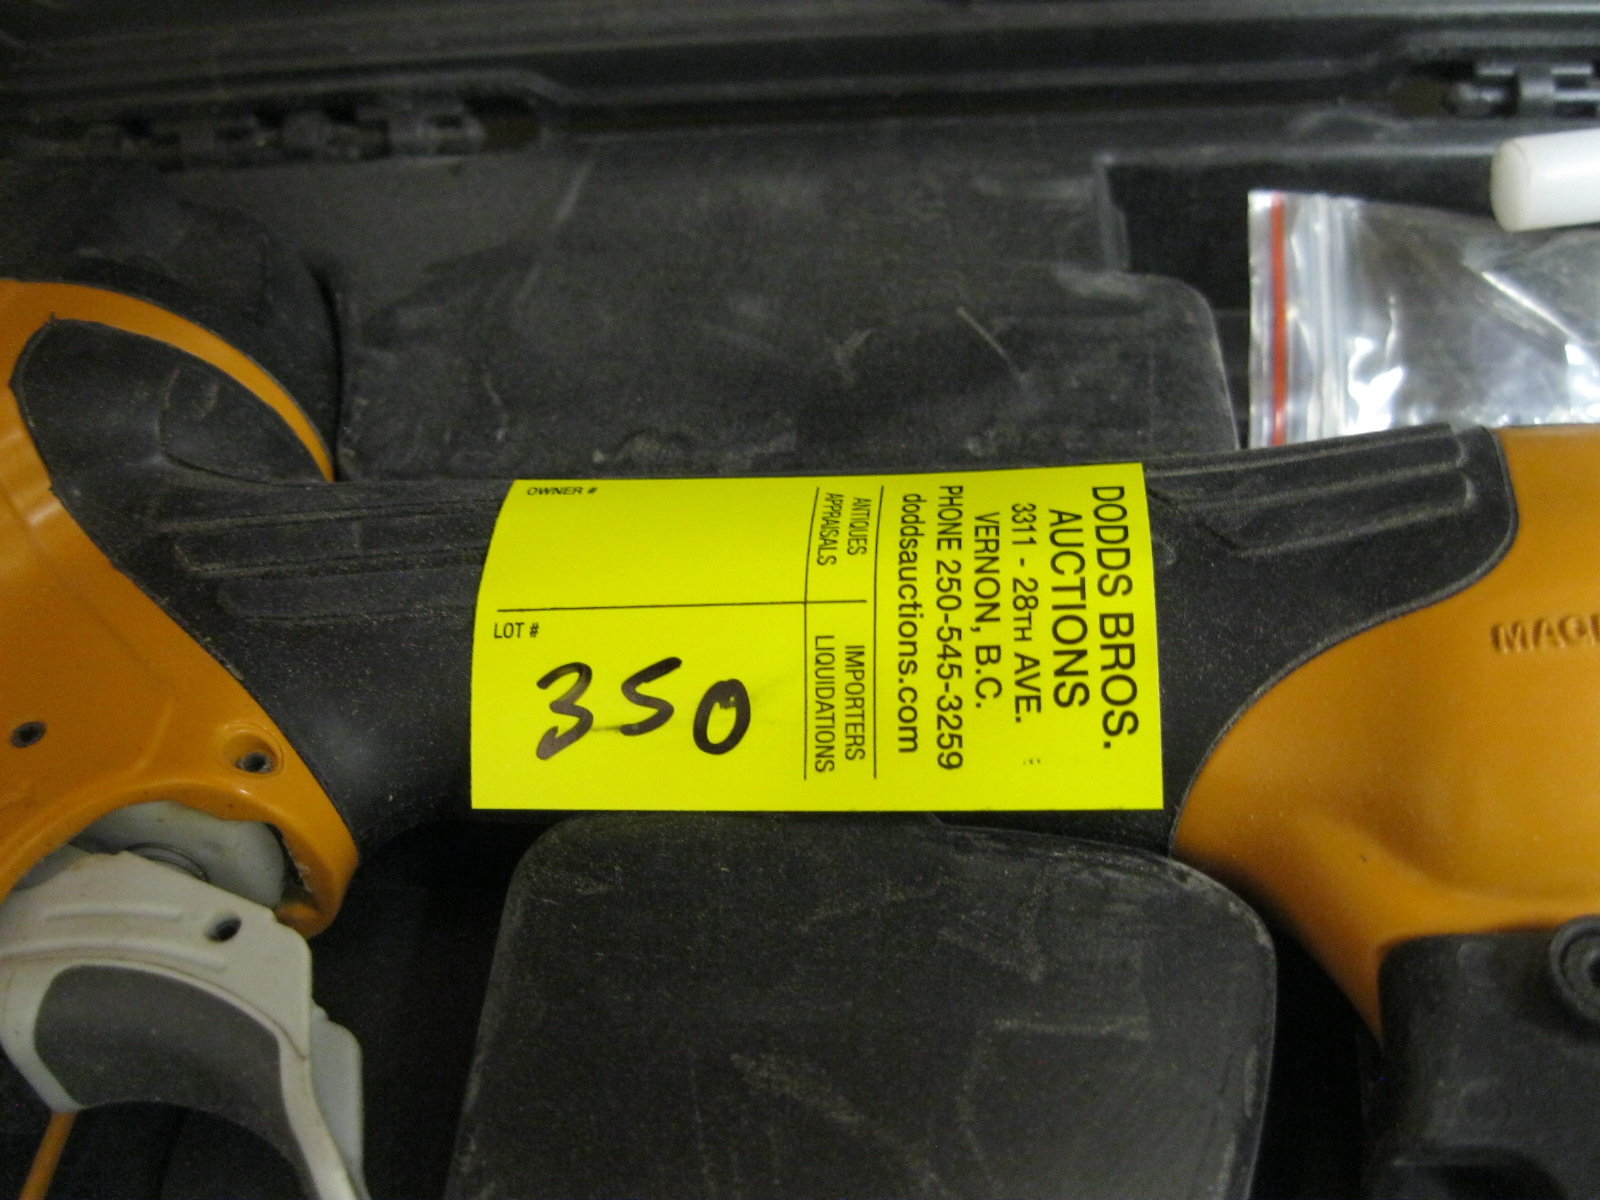 DODDS BROS.
AUCTIONS
3311 - 28TH AVE.
VERNON, B.C.
PHONE 250-545-3259
doddsauctions.com
ANTIQUES
APPRAISALS
IMPORTERS
LIQUIDATIONS
OWNER #
LOT #
350